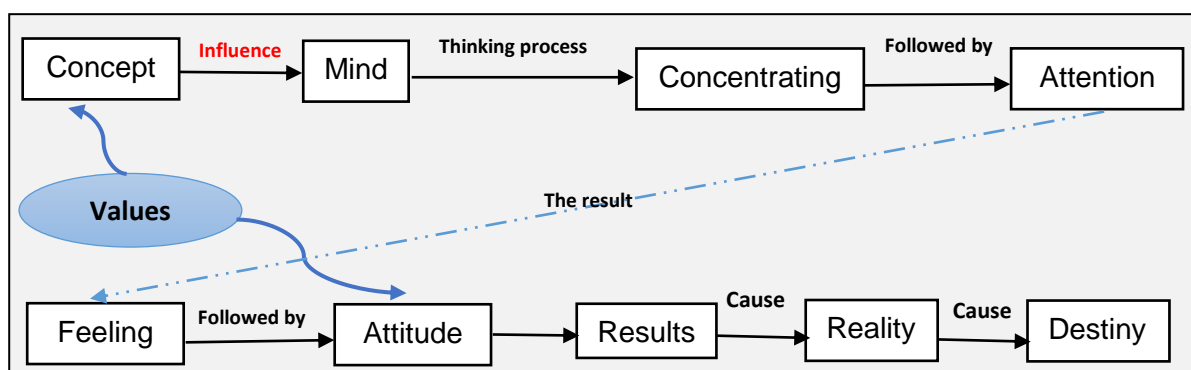 Concept
Influence
Mind
Thinking process
Concentrating
Followed by
Attention
Values
The result
Feeling
Followed by
Attitude
Results
Cause
Reality
Cause
Destiny